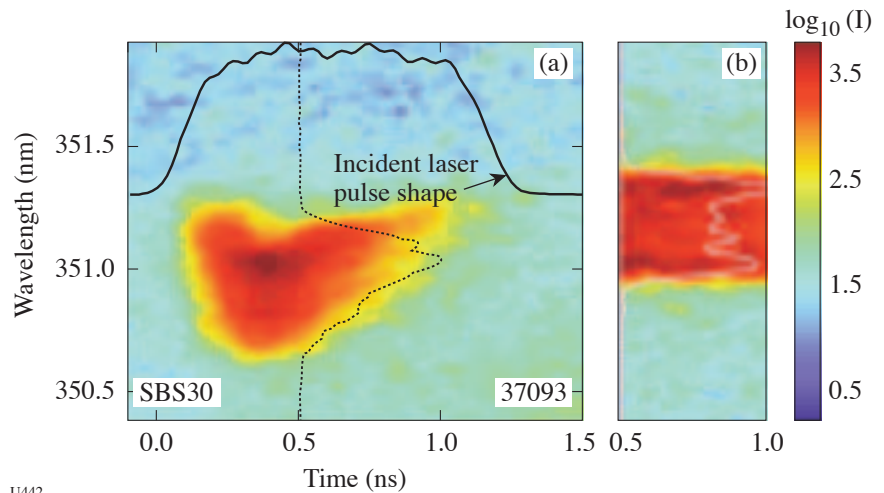 log₁₀ (I)
(a)
(b)
3.5
2.5
1.5
0.5
Wavelength (nm)
351.5
351.0
350.5
Incident laser
pulse shape
SBS30
37093
0.0 0.5 1.0 1.5
0.5 1.0
Time (ns)
U442